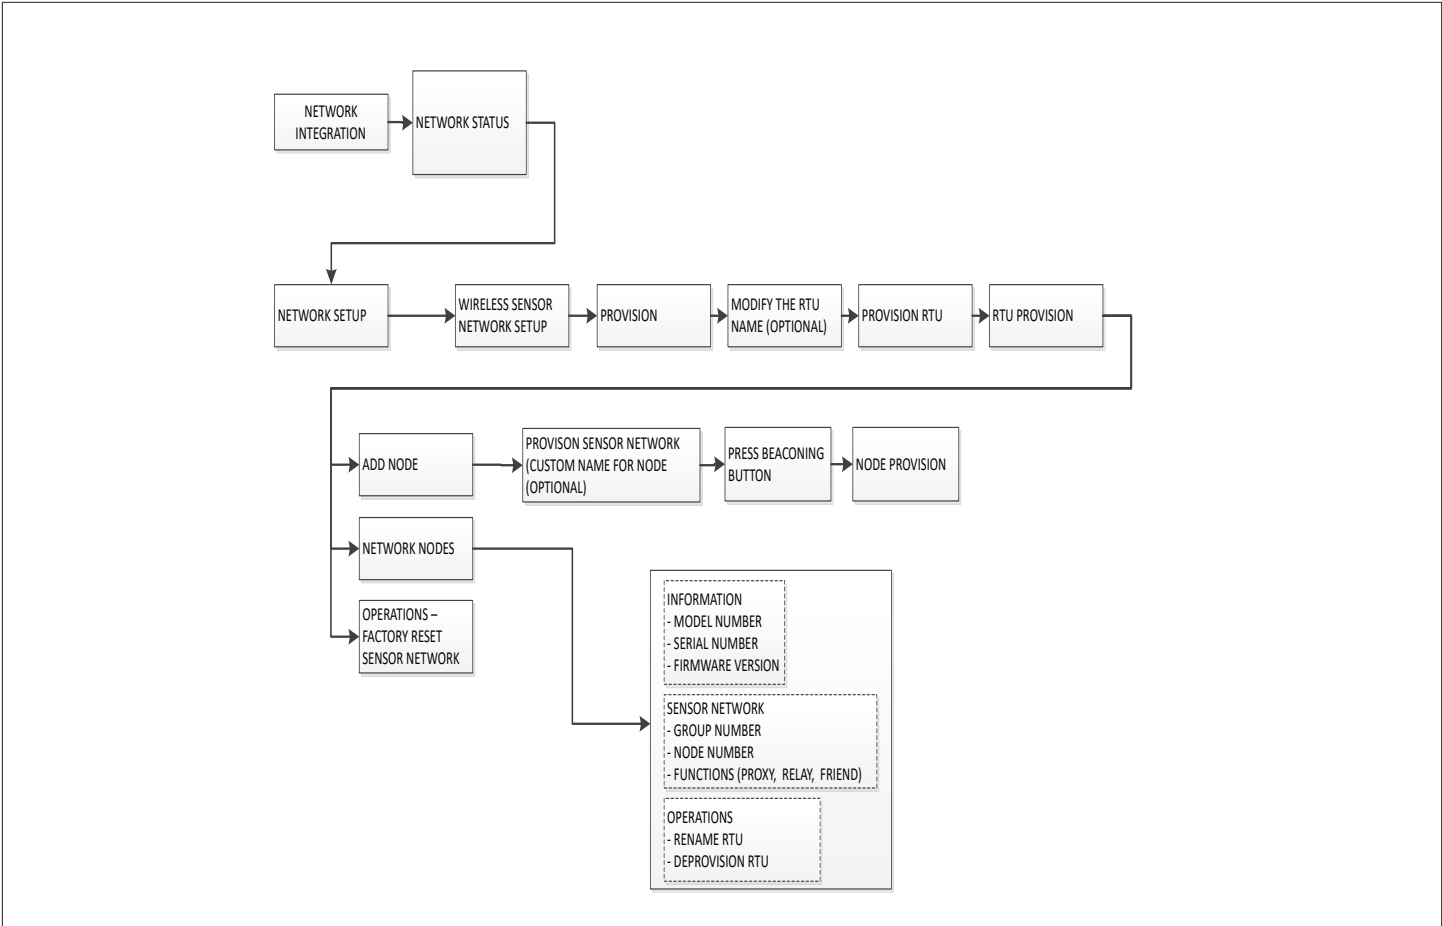 NETWORK
INTEGRATION
NETWORK STATUS
NETWORK SETUP
WIRELESS SENSOR
NETWORK SETUP
PROVISION
MODIFY THE RTU
NAME (OPTIONAL)
PROVISION RTU
RTU PROVISION
ADD NODE
PROVISON SENSOR NETWORK
(CUSTOM NAME FOR NODE
(OPTIONAL)
PRESS BEACONING
BUTTON
NODE PROVISION
NETWORK NODES
OPERATIONS –
FACTORY RESET
SENSOR NETWORK
INFORMATION
- MODEL NUMBER
- SERIAL NUMBER
- FIRMWARE VERSION
SENSOR NETWORK
- GROUP NUMBER
- NODE NUMBER
- FUNCTIONS (PROXY, RELAY, FRIEND)
OPERATIONS
- RENAME RTU
- DEPROVISION RTU